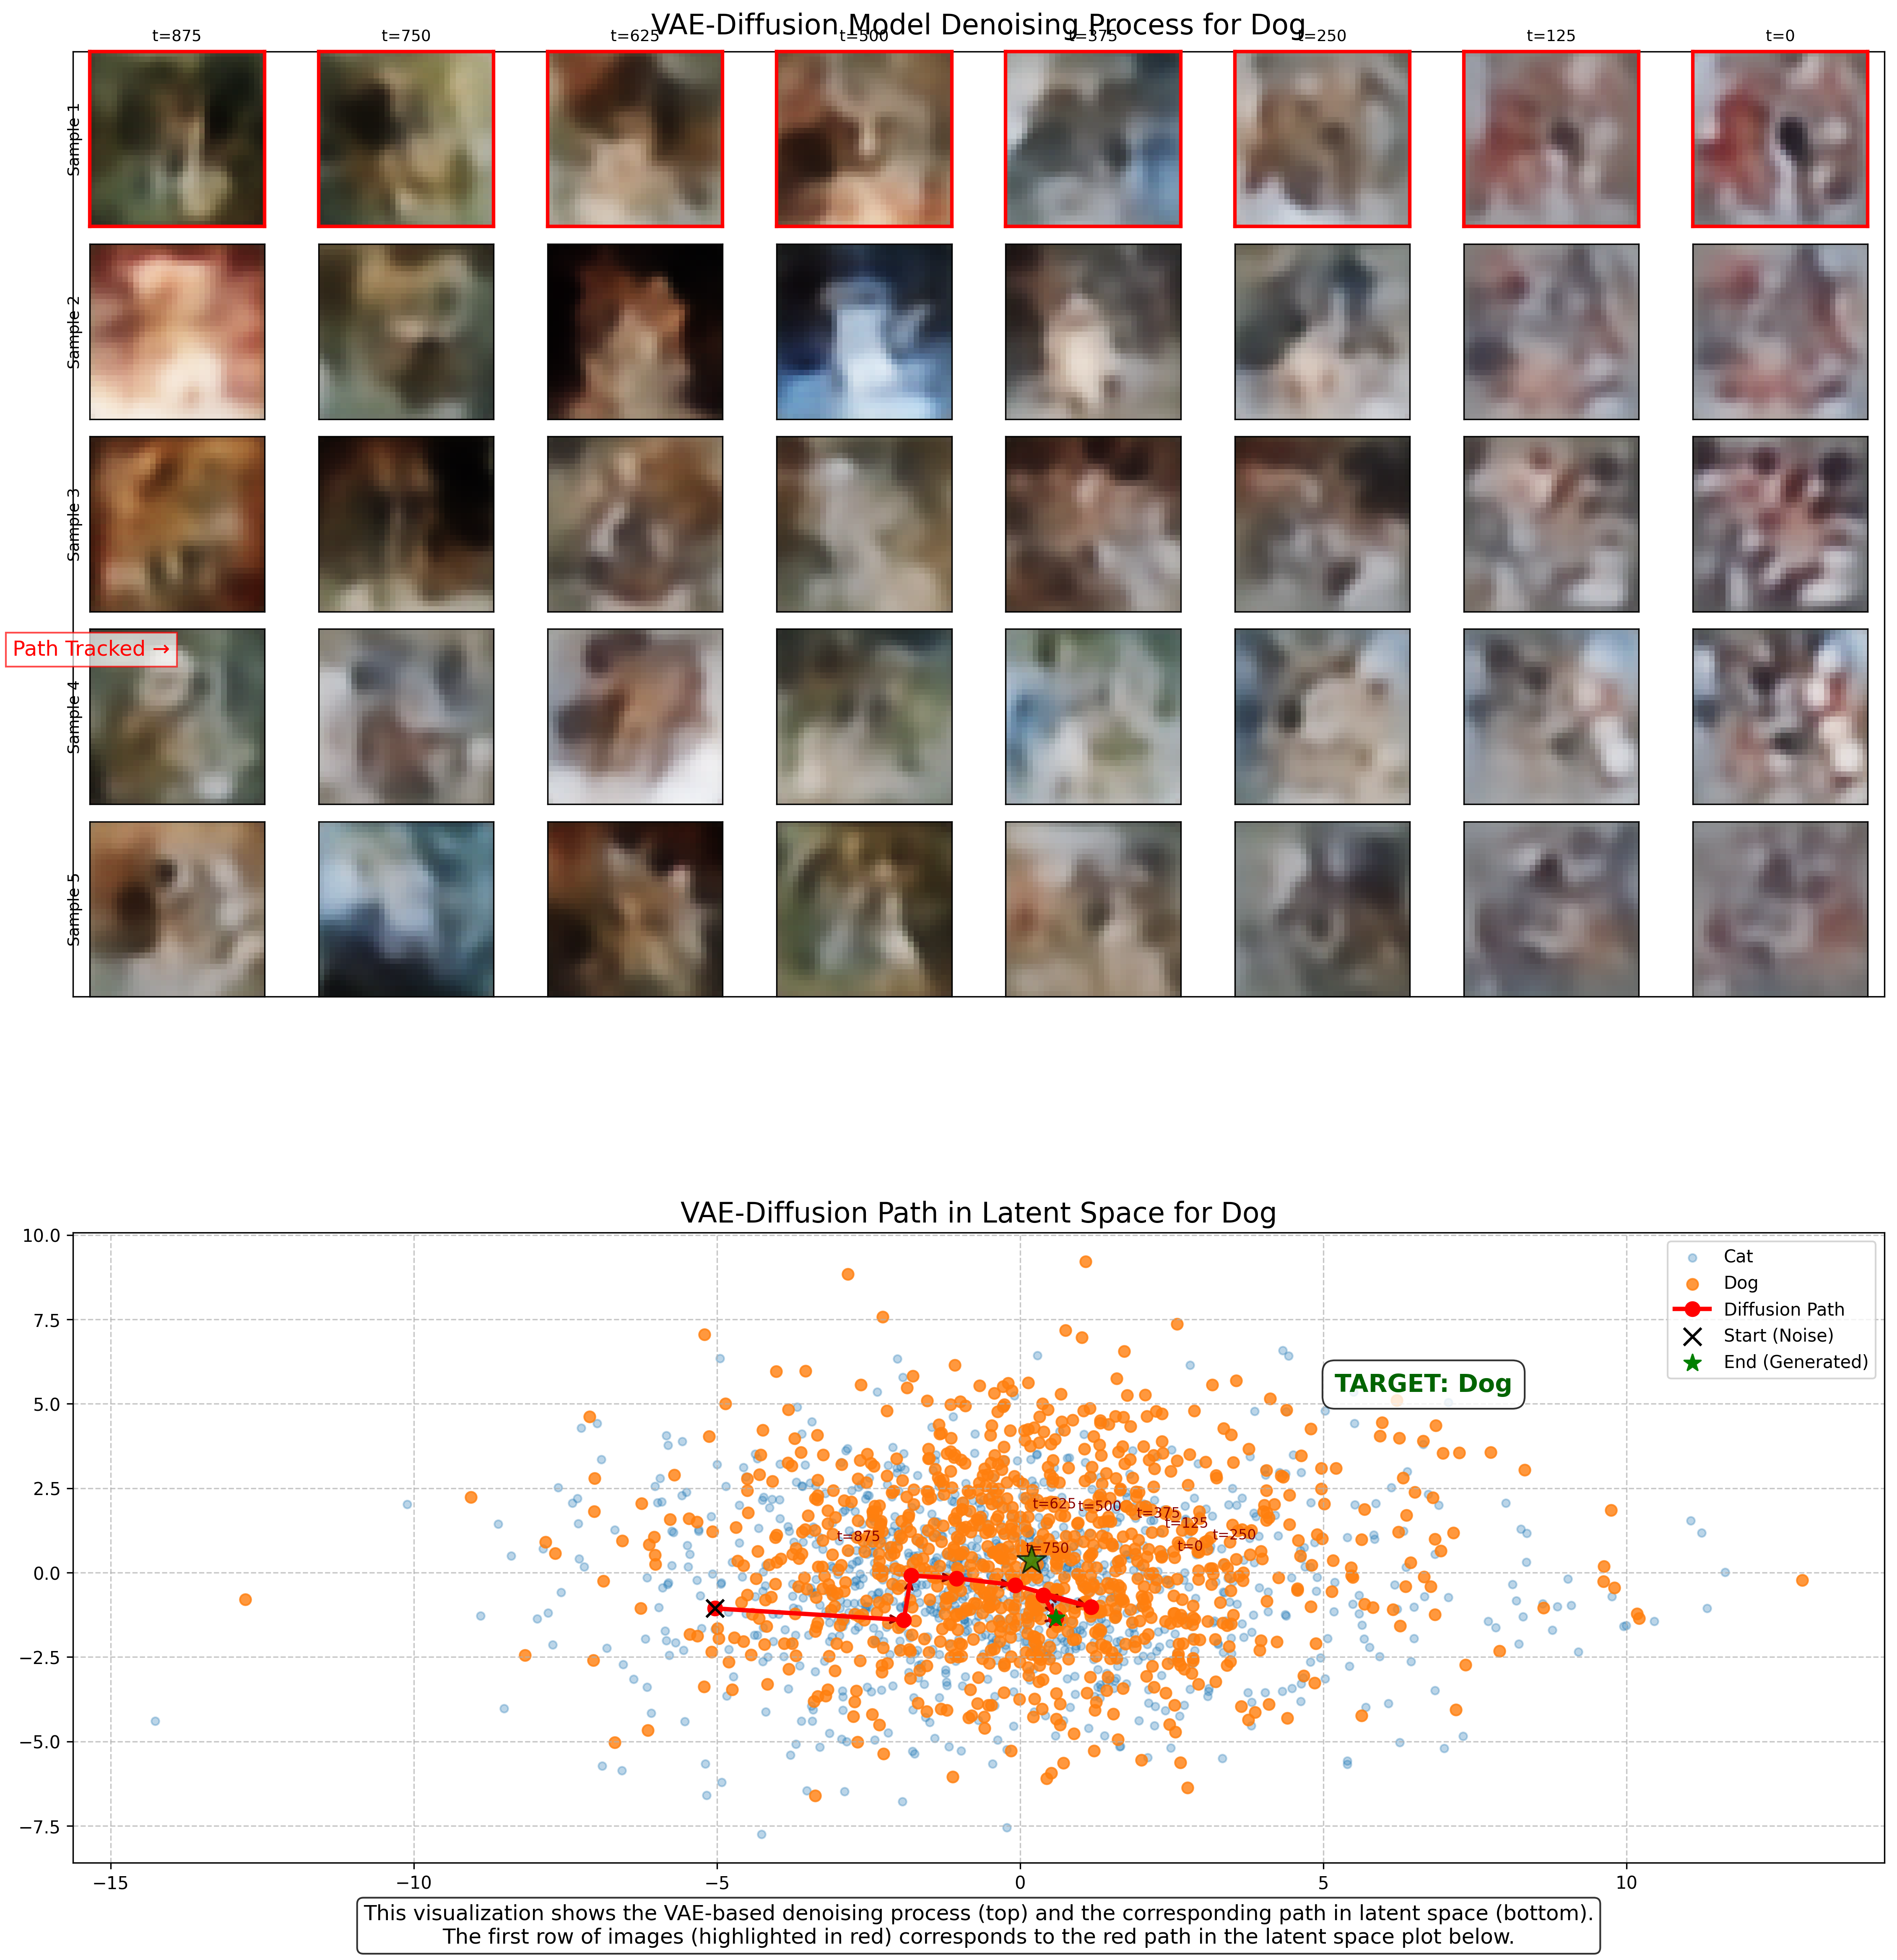 VAE-Diffusion Model Denoising Process for Dog
t=875
t=750
t=625
t=500
t=375
t=250
t=125
t=0
Sample 1
Sample 2
Sample 3
Path Tracked →
Sample 4
Sample 5
VAE-Diffusion Path in Latent Space for Dog
10.0
7.5
5.0
2.5
0.0
−2.5
−5.0
−7.5
Cat
Dog
Diffusion Path
Start (Noise)
End (Generated)
TARGET: Dog
t=625
t=500
t=375
t=125
t=250
t=875
t=750
t=0
−15
−10
−5
0
5
10
This visualization shows the VAE-based denoising process (top) and the corresponding path in latent space (bottom).
The first row of images (highlighted in red) corresponds to the red path in the latent space plot below.